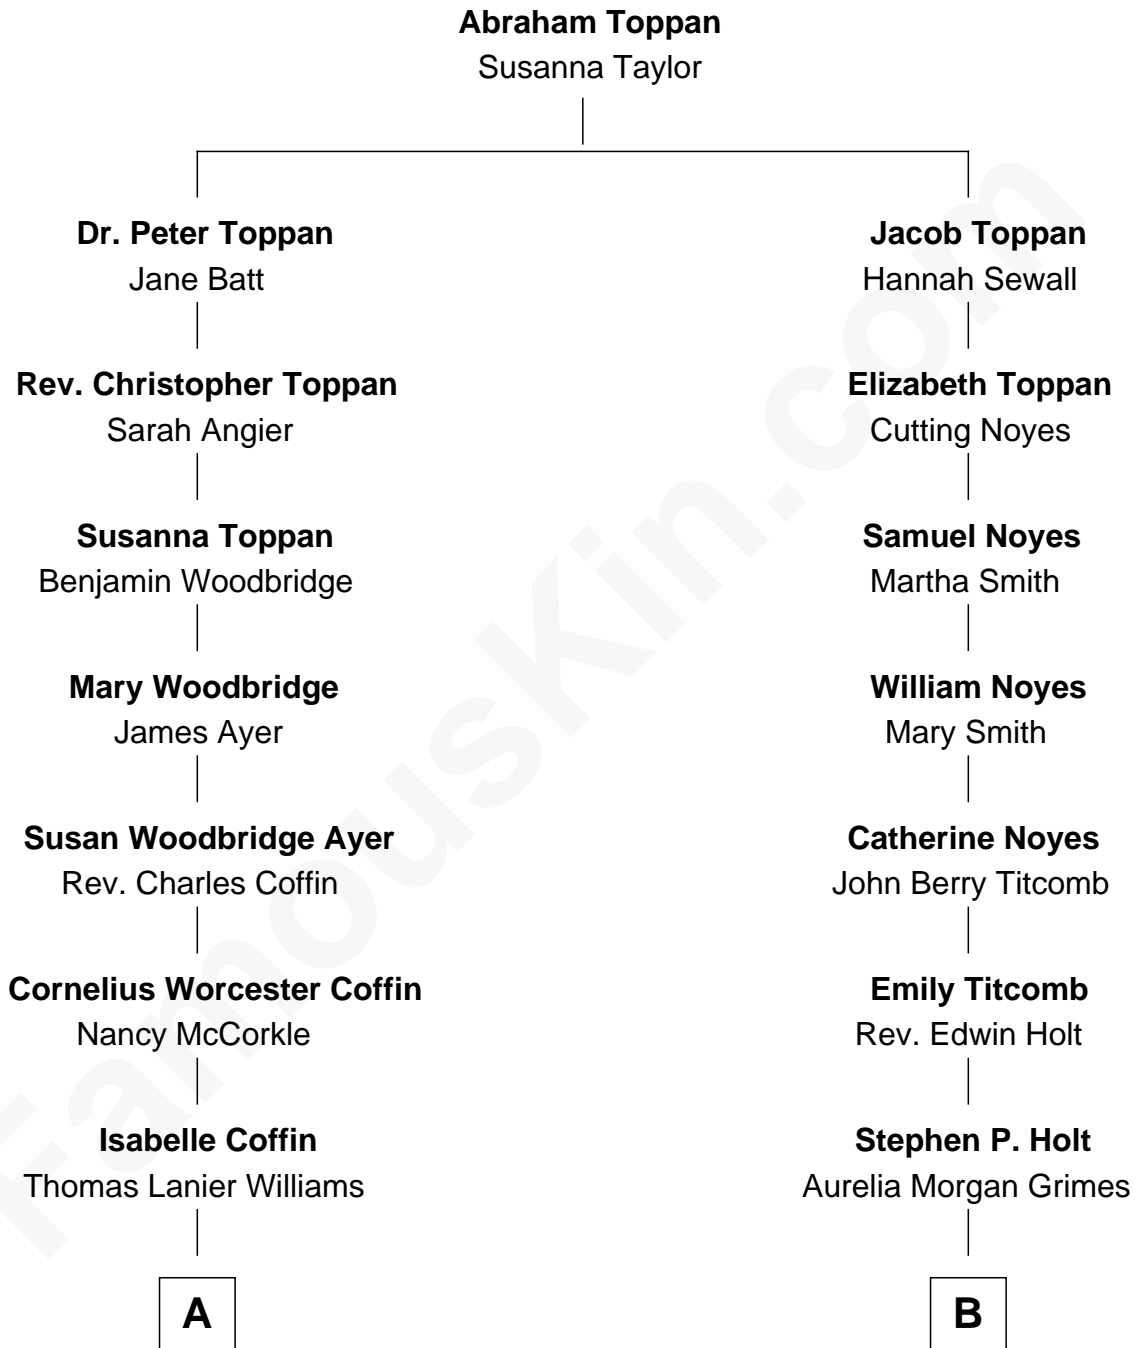 Abraham Toppan
Susanna Taylor
Dr. Peter Toppan
Jane Batt
Jacob Toppan
Hannah Sewall
Rev. Christopher Toppan
Sarah Angier
Elizabeth Toppan
Cutting Noyes
Susanna Toppan
Benjamin Woodbridge
Samuel Noyes
Martha Smith
Mary Woodbridge
James Ayer
William Noyes
Mary Smith
Susan Woodbridge Ayer
Rev. Charles Coffin
Catherine Noyes
John Berry Titcomb
Cornelius Worcester Coffin
Nancy McCorkle
Emily Titcomb
Rev. Edwin Holt
Isabelle Coffin
Thomas Lanier Williams
Stephen P. Holt
Aurelia Morgan Grimes
A
B
FamousKin.com